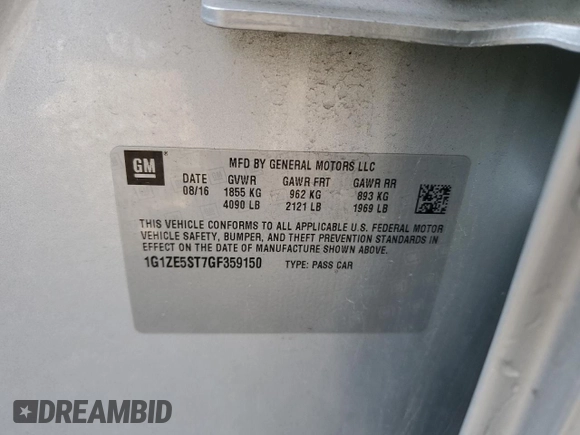 GM
MFD BY GENERAL MOTORS LLC
DATE GVWR GAWR FRT GAWR RR
08/16 1855 KG 962 KG 893 KG
4090 LB 2121 LB 1969 LB
THIS VEHICLE CONFORMS TO ALL APPLICABLE U.S. FEDERAL MOTOR
VEHICLE SAFETY, BUMPER, AND THEFT PREVENTION STANDARDS IN
EFFECT ON THE DATE OF MANUFACTURE SHOWN ABOVE.
1G1ZE5ST7GF359150 TYPE: PASS CAR
DREAMBID